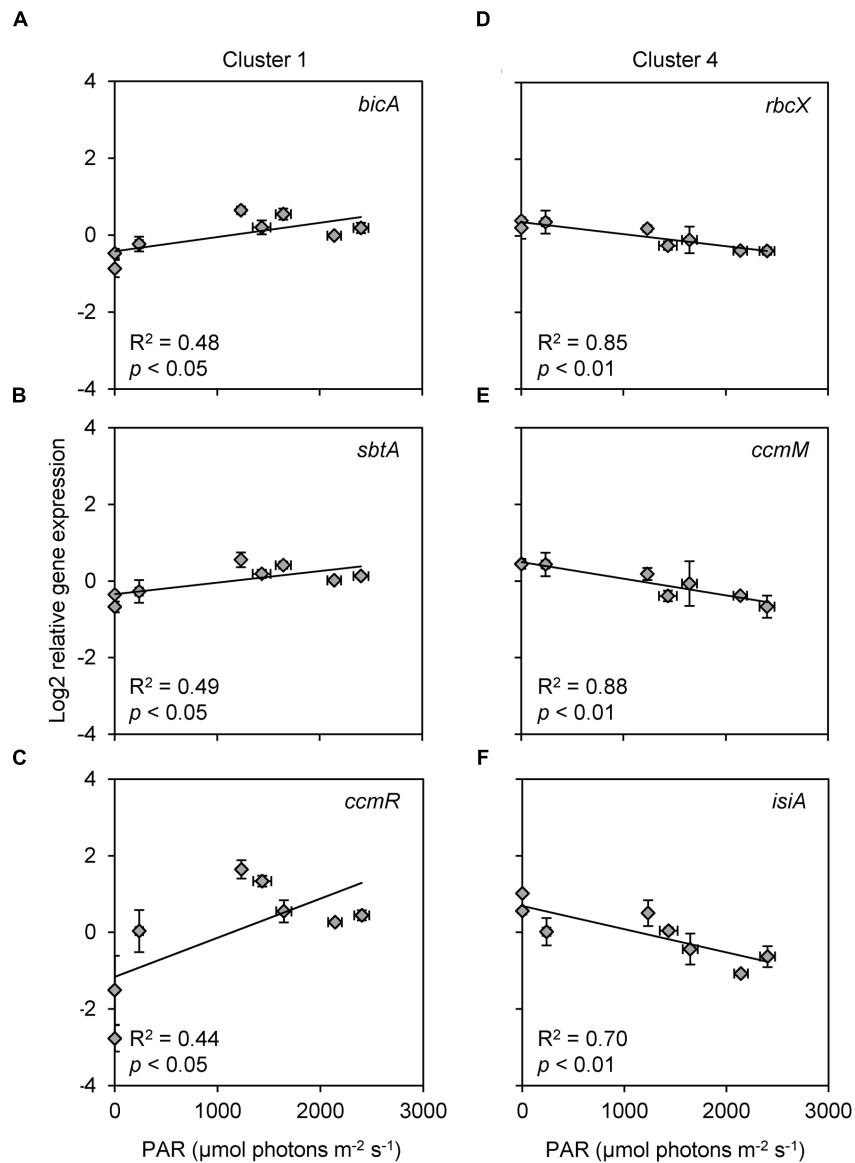 A
D
Cluster 1
Cluster 4
4
2
0
-2
-4
bicA
R² = 0.48
p < 0.05
rbcX
R² = 0.85
p < 0.01
B
E
Log2 relative gene expression
4
2
0
-2
-4
sbtA
R² = 0.49
p < 0.05
ccmM
R² = 0.88
p < 0.01
C
F
4
2
0
-2
-4
ccmR
R² = 0.44
p < 0.05
isiA
R² = 0.70
p < 0.01
0 1000 2000 3000
0 1000 2000 3000
PAR (µmol photons m⁻² s⁻¹)
PAR (µmol photons m⁻² s⁻¹)